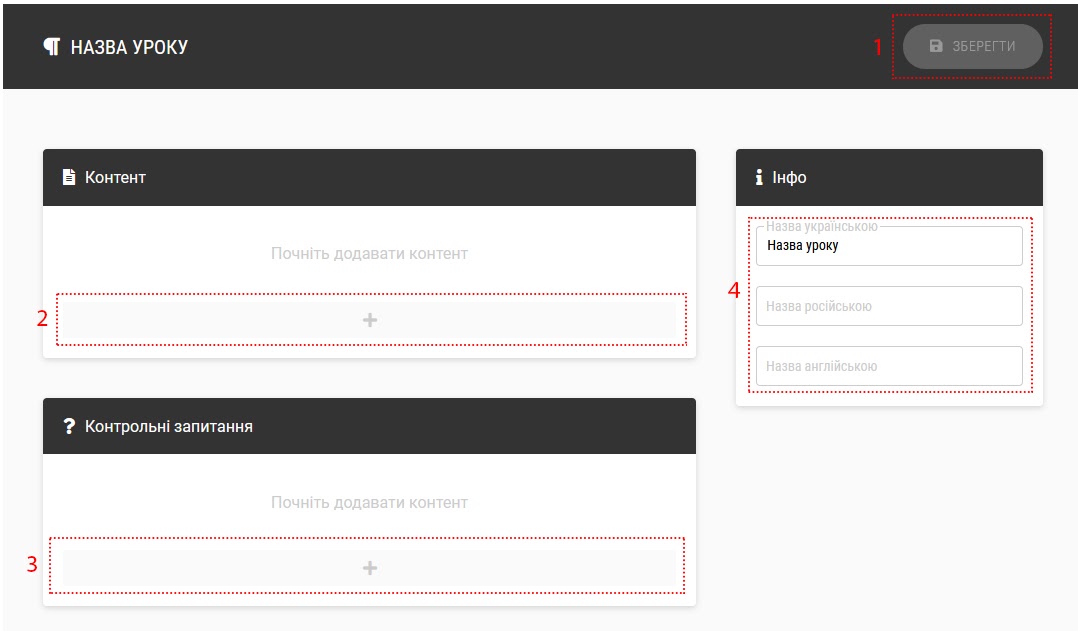 НАЗВА УРОКУ
1
ЗБЕРЕГТИ
Контент
Почніть додавати контент
2
Контрольні запитання
Почніть додавати контент
3
Інфо
Назва українською
Назва уроку
4
Назва російською
Назва англійською